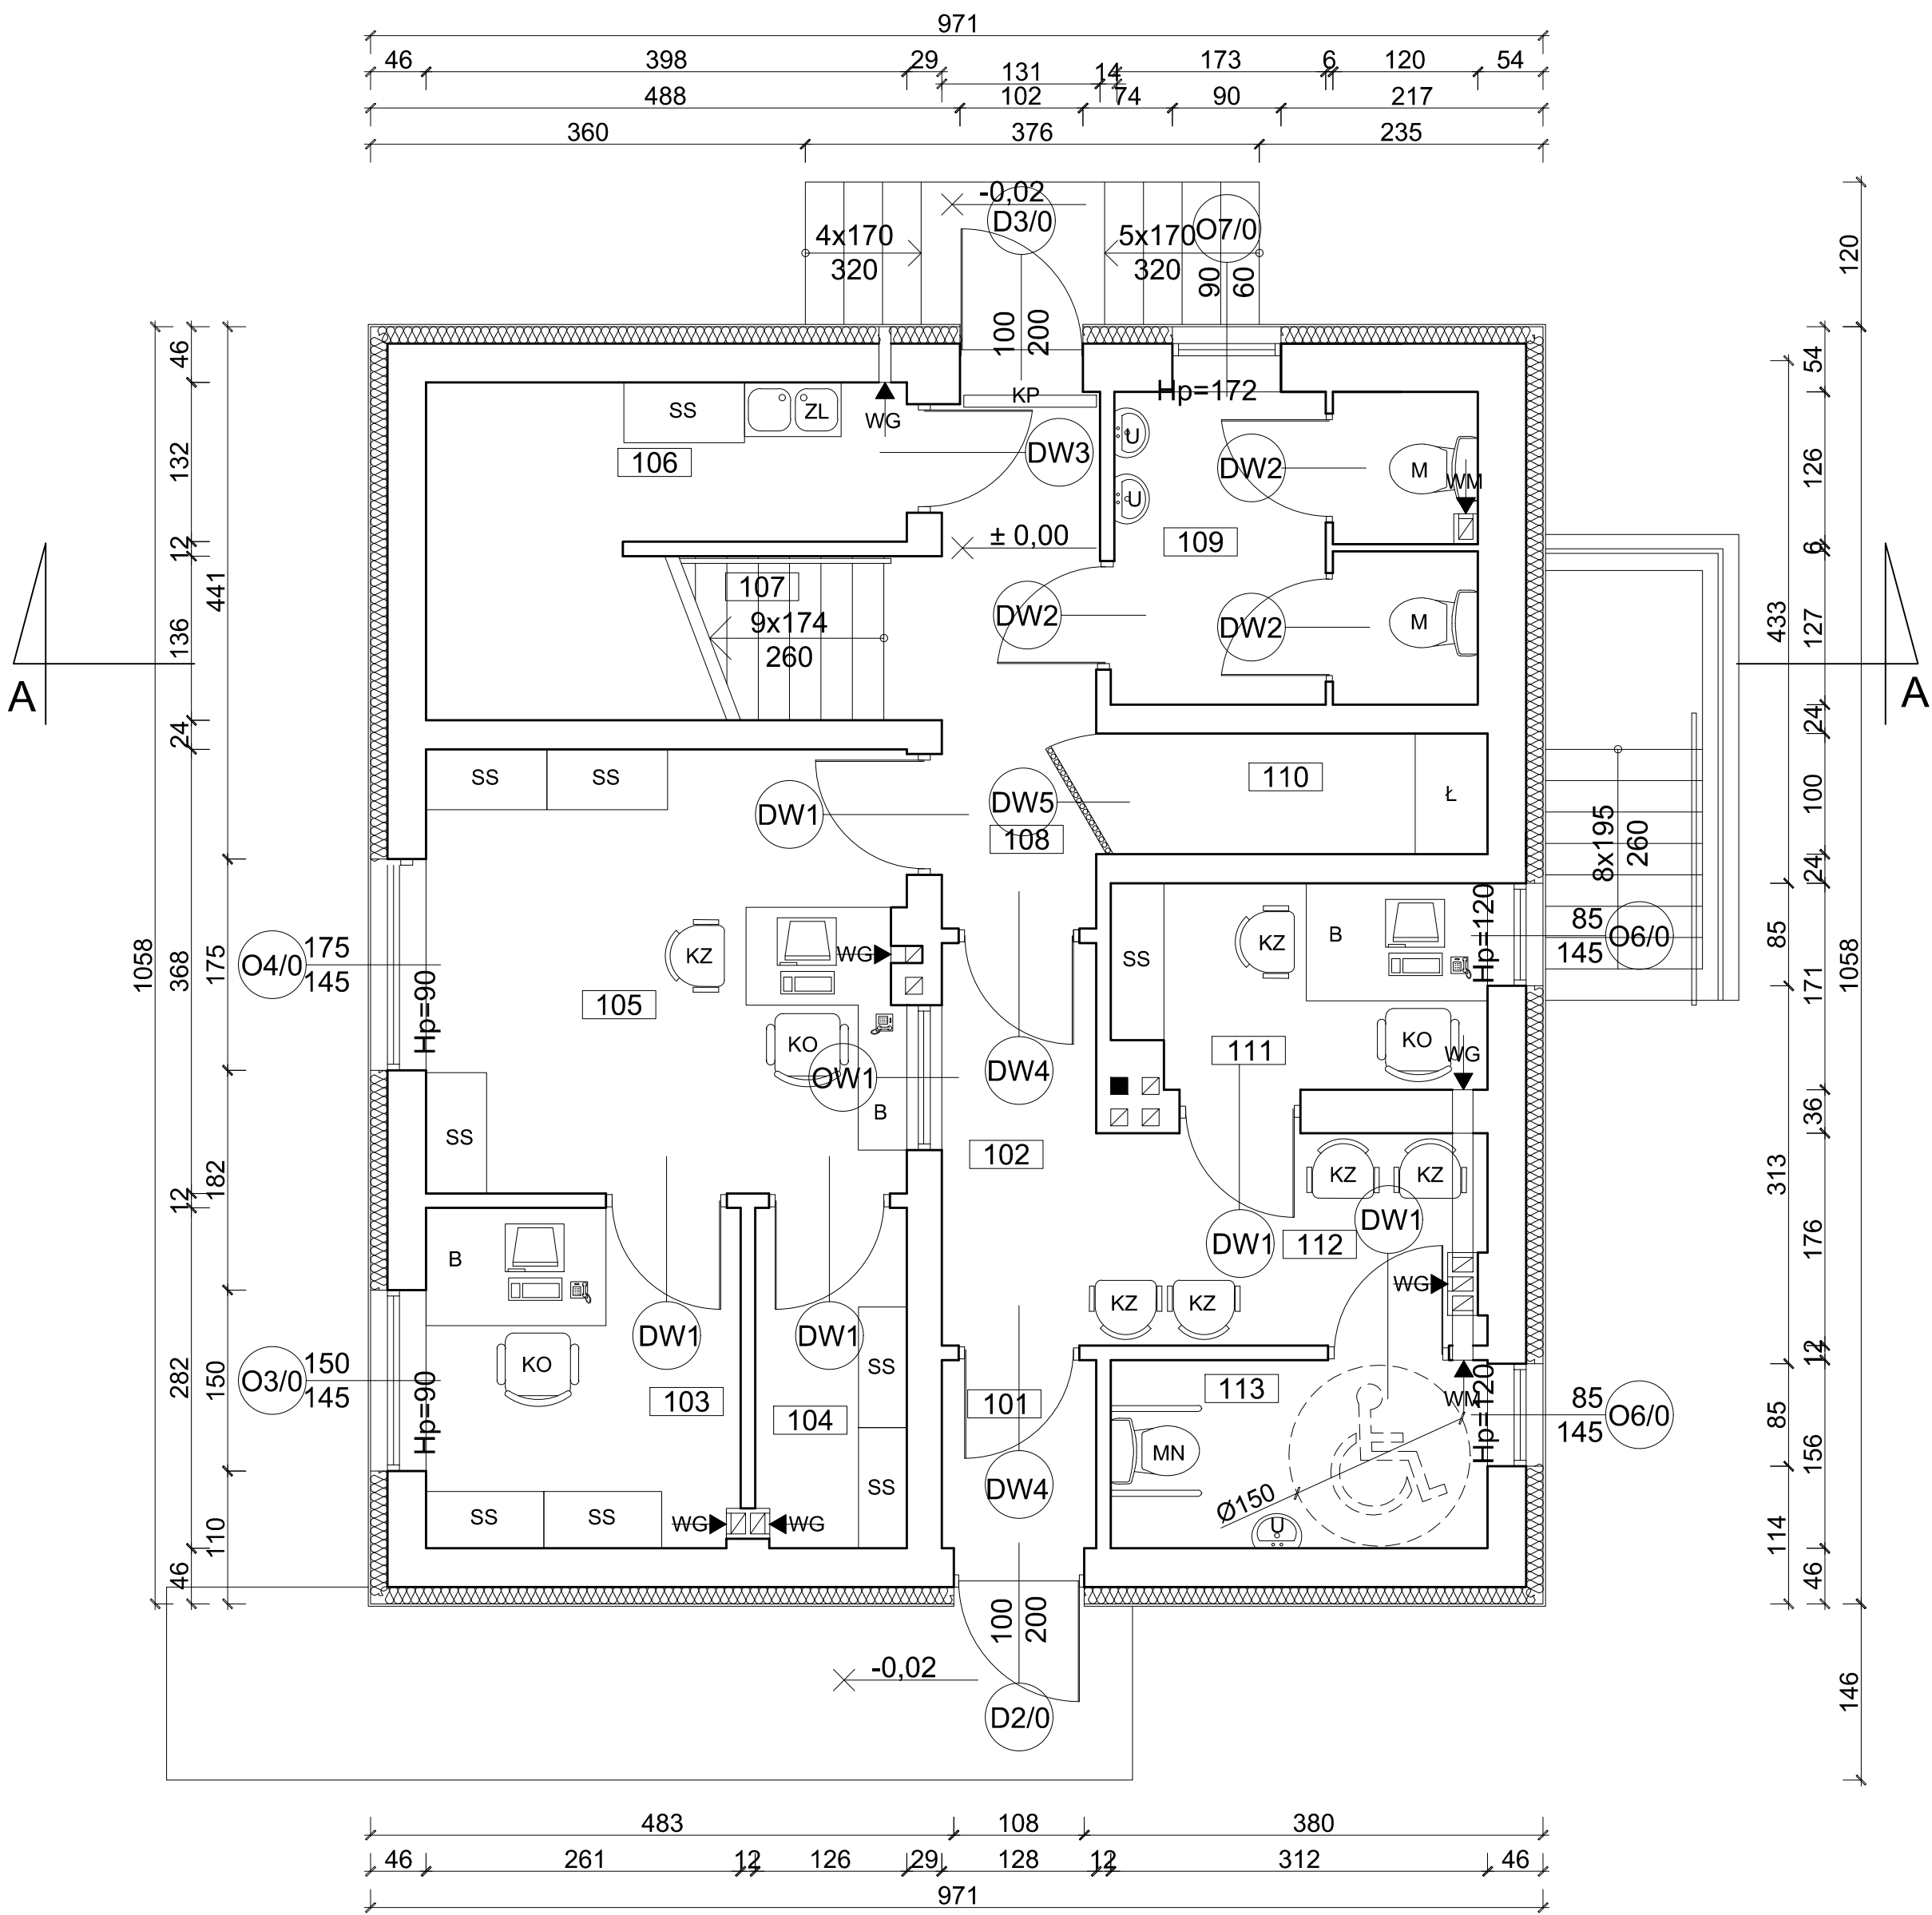 971
46 398 29 131 14 173 6 120 54
488 102 74 90 217
360 376 235
-0,02
D3/0
O7/0
4x170
320
5x170
320
90
60
100
200
120
Hp=172
KP
SS
ZL
WG
106
DW3
U
U
DW2
M
WM
± 0,00
109
107
9x174
260
DW2
DW2
M
A
A
46
132
12
136
24
368
12
282
46
441
175
182
150
110
1058
SS
SS
DW1
DW5
108
110
Ł
8x195
260
O4/0
175
145
Hp=90
KZ
WG
105
KO
OW1
B
SS
DW4
102
SS
KZ
B
Hp=120
85
145
O6/0
111
KO
WG
KZ
KZ
DW1
DW1
112
WG
KZ
KZ
B
KO
DW1
DW1
103
104
SS
SS
SS
SS
WG
WG
O3/0
150
145
Hp=90
101
DW4
113
MN
WM
Hp=120
85
145
O6/0
Ø150
U
100
200
-0,02
D2/0
433
85
313
85
114
54
126
6
127
24
100
24
171
36
176
12
156
46
1058
146
483 108 380
46 261 12 126 29 128 12 312 46
971